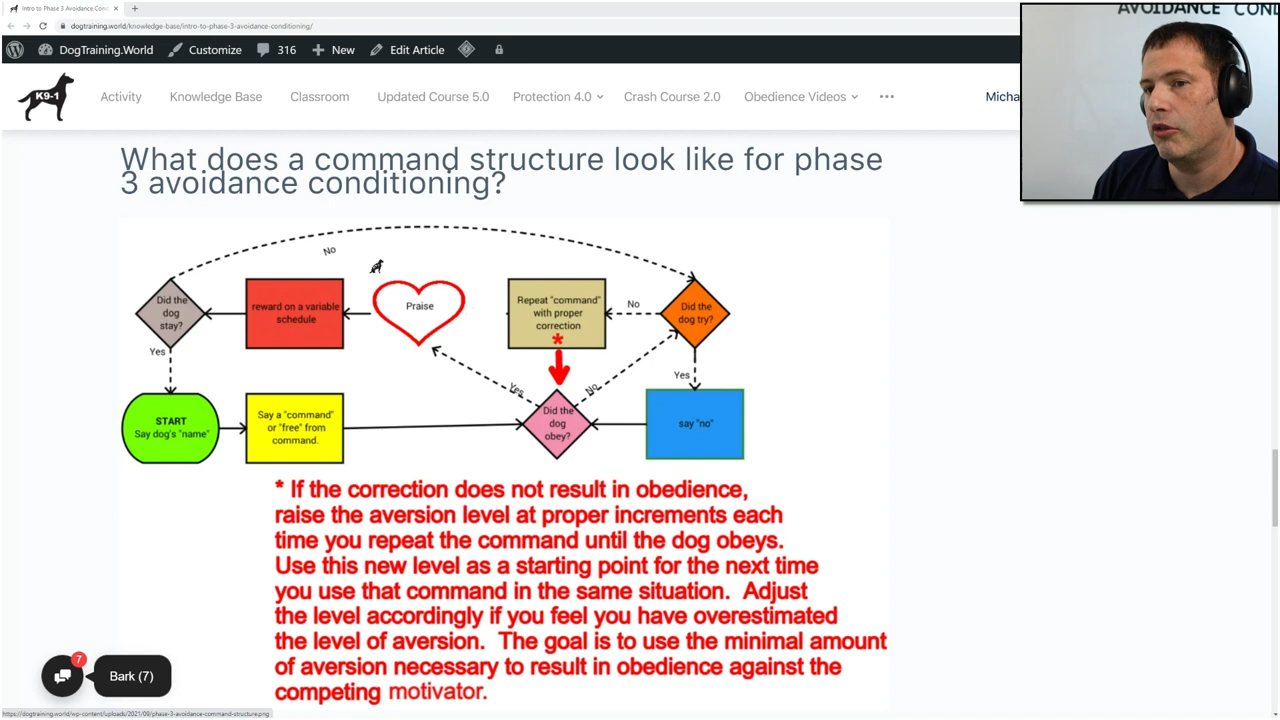 Intro to Phase 3 Avoidance Cond
AVOIDANCE COND
dogtraining.world/knowledge-base/intro-to-phase-3-avoidance-conditioning/
DogTraining.World Customize 316 New Edit Article
K9-1
Activity Knowledge Base Classroom Updated Course 5.0 Protection 4.0 Crash Course 2.0 Obedience Videos Micha
What does a command structure look like for phase
3 avoidance conditioning?
No
Did the
dog
stay?
reward on a variable
schedule
Praise
Repeat "command"
with proper
correction
*
No
Did the
dog try?
Yes
Yes
No
Yes
START
Say dog's "name"
Say a "command"
or "free" from
command.
Did the
dog
obey?
say "no"
* If the correction does not result in obedience,
raise the aversion level at proper increments each
time you repeat the command until the dog obeys.
Use this new level as a starting point for the next time
you use that command in the same situation. Adjust
the level accordingly if you feel you have overestimated
the level of aversion. The goal is to use the minimal amount
of aversion necessary to result in obedience against the
competing motivator.
7
Bark (7)
https://dogtraining.world/wp-content/uploads/2021/09/phase-3-avoidance-command-structure.png